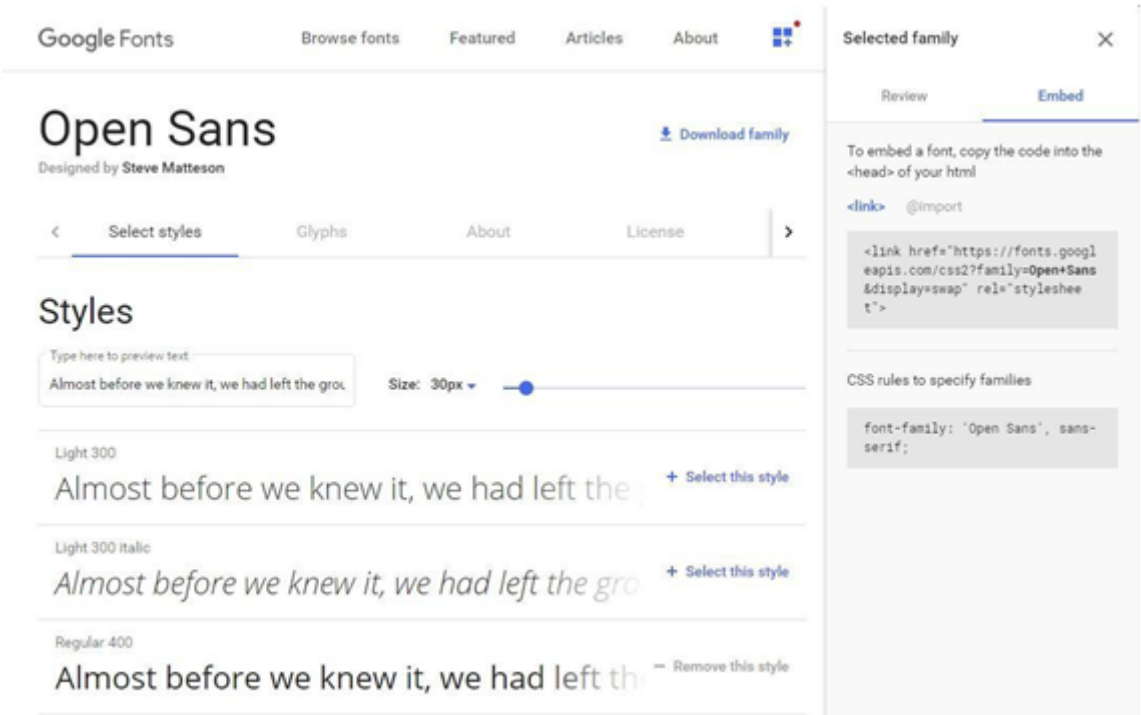 Google Fonts
Browse fonts
Featured
Articles
About
Open Sans
Download family
Designed by Steve Matteson
Select styles
Glyphs
About
License
Styles
Type here to preview text
Almost before we knew it, we had left the grou
Size: 30px
Light 300
Almost before we knew it, we had left the
+ Select this style
Light 300 italic
Almost before we knew it, we had left the gro
+ Select this style
Regular 400
Almost before we knew it, we had left th
− Remove this style
Selected family
Review
Embed
To embed a font, copy the code into the
<head> of your html
<link>
@import
<link href="https://fonts.googl
eapis.com/css2?family=Open+Sans
&display=swap" rel="styleshee
t">
CSS rules to specify families
font-family: 'Open Sans', sans-
serif;